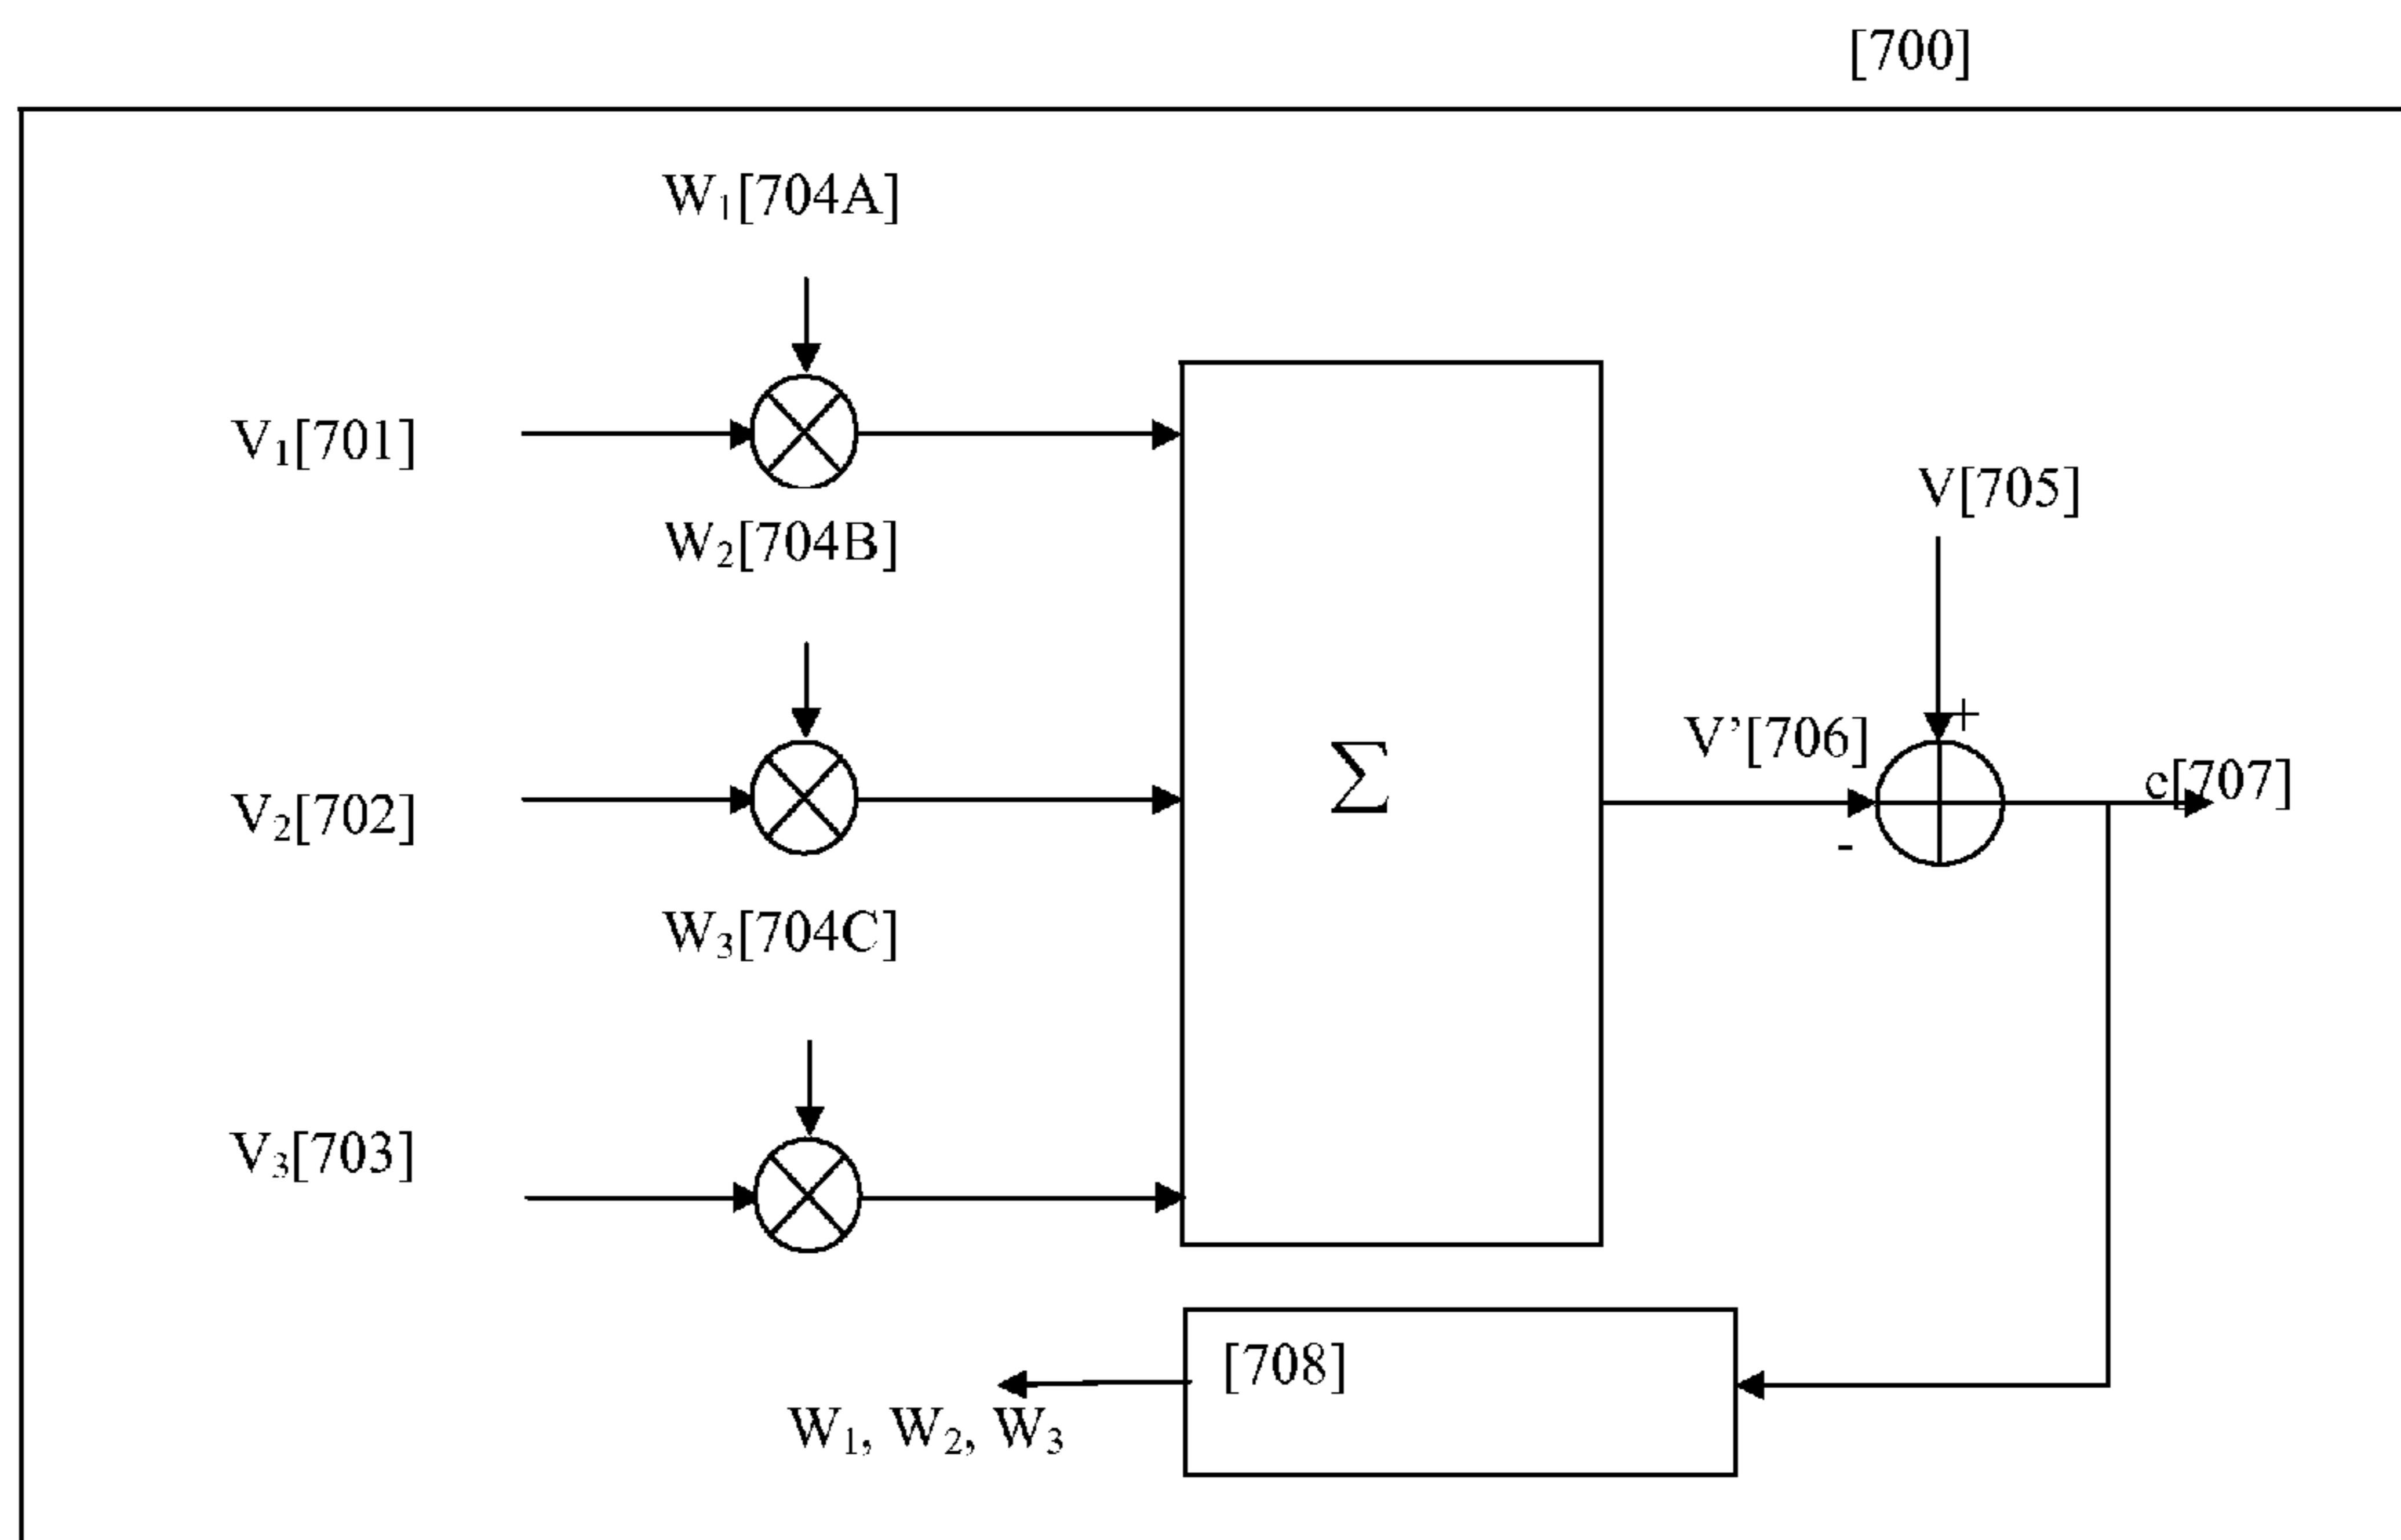 [700]
W₁[704A]
V₁[701]
W₂[704B]
V[705]
V₂[702]
Σ
V’[706]
+
-
e[707]
W₃[704C]
V₃[703]
[708]
W₁, W₂, W₃